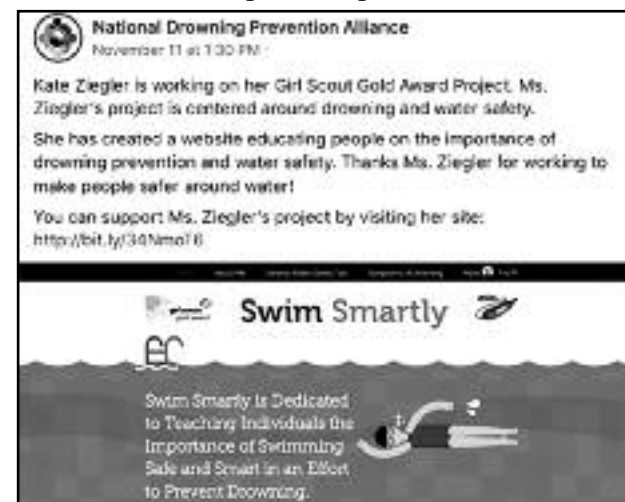 National Drowning Prevention Alliance
November 11 at 1:30 PM ·
Kate Ziegler is working on her Girl Scout Gold Award Project. Ms.
Ziegler's project is centered around drowning and water safety.
She has created a website educating people on the importance of
drowning prevention and water safety. Thanks Ms. Ziegler for working to
make people safer around water!
You can support Ms. Ziegler's project by visiting her site:
Swim Smartly
Swim Smartly is Dedicated
to Teaching Individuals the
Importance of Swimming
Safe and Smart in an Effort
to Prevent Drowning.